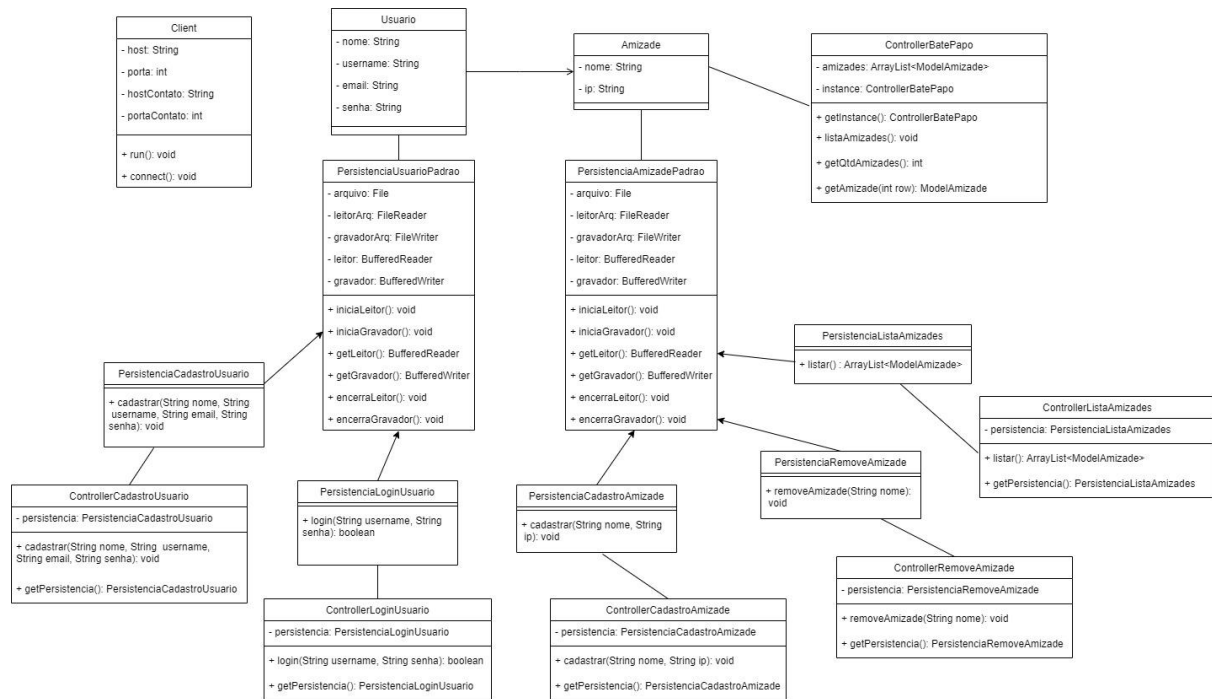 Client
- host: String
- porta: int
- hostContato: String
- portaContato: int
+ run(): void
+ connect(): void
Usuario
- nome: String
- username: String
- email: String
- senha: String
Amizade
- nome: String
- ip: String
ControllerBatePapo
- amizades: ArrayList<ModelAmizade>
- instance: ControllerBatePapo
+ getInstance(): ControllerBatePapo
+ listaAmizades(): void
+ getQtdAmizades(): int
+ getAmizade(int row): ModelAmizade
PersistenciaUsuarioPadrao
- arquivo: File
- leitorArq: FileReader
- gravadorArq: FileWriter
- leitor: BufferedReader
- gravador: BufferedWriter
+ iniciaLeitor(): void
+ iniciaGravador(): void
+ getLeitor(): BufferedReader
+ getGravador(): BufferedWriter
+ encerraLeitor(): void
+ encerraGravador(): void
PersistenciaAmizadePadrao
- arquivo: File
- leitorArq: FileReader
- gravadorArq: FileWriter
- leitor: BufferedReader
- gravador: BufferedWriter
+ iniciaLeitor(): void
+ iniciaGravador(): void
+ getLeitor(): BufferedReader
+ getGravador(): BufferedWriter
+ encerraLeitor(): void
+ encerraGravador(): void
PersistenciaListaAmizades
+ listar() : ArrayList<ModelAmizade>
PersistenciaCadastroUsuario
+ cadastrar(String nome, String
username, String email, String
senha): void
ControllerListaAmizades
- persistencia: PersistenciaListaAmizades
+ listar(): ArrayList<ModelAmizade>
+ getPersistencia(): PersistenciaListaAmizades
PersistenciaRemoveAmizade
+ removeAmizade(String nome):
void
ControllerCadastroUsuario
- persistencia: PersistenciaCadastroUsuario
+ cadastrar(String nome, String username,
String email, String senha): void
+ getPersistencia(): PersistenciaCadastroUsuario
PersistenciaLoginUsuario
+ login(String username, String
senha): boolean
PersistenciaCadastroAmizade
+ cadastrar(String nome, String
ip): void
ControllerRemoveAmizade
- persistencia: PersistenciaRemoveAmizade
+ removeAmizade(String nome): void
+ getPersistencia(): PersistenciaRemoveAmizade
ControllerLoginUsuario
- persistencia: PersistenciaLoginUsuario
+ login(String username, String senha): boolean
+ getPersistencia(): PersistenciaLoginUsuario
ControllerCadastroAmizade
- persistencia: PersistenciaCadastroAmizade
+ cadastrar(String nome, String ip): void
+ getPersistencia(): PersistenciaCadastroAmizade